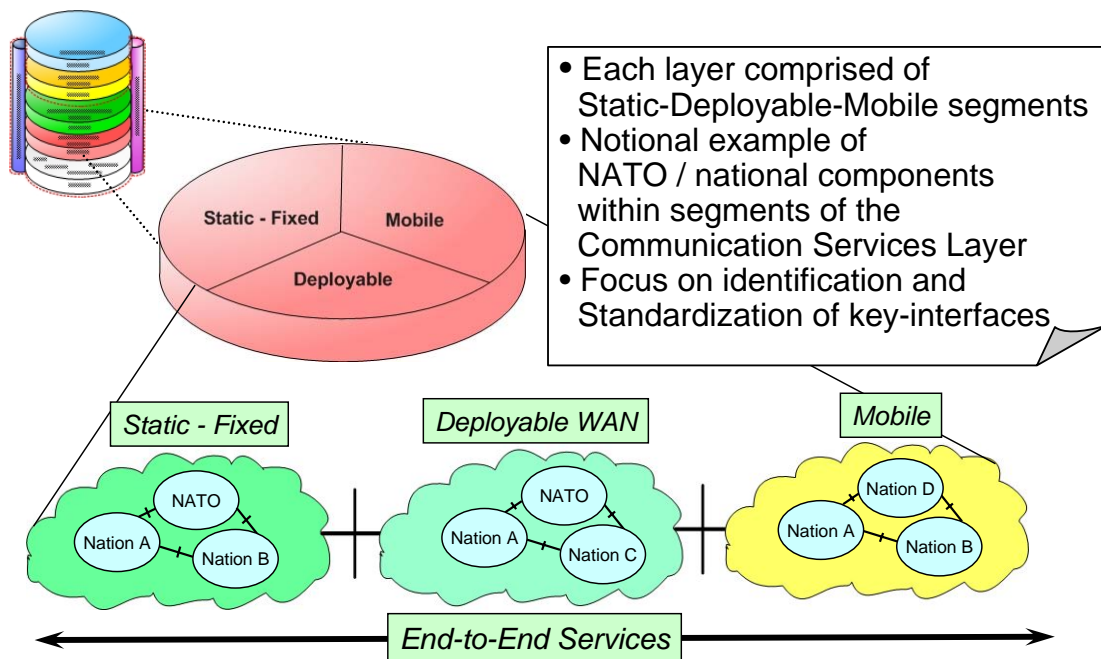 • Each layer comprised of
Static-Deployable-Mobile segments
• Notional example of
NATO / national components
within segments of the
Communication Services Layer
• Focus on identification and
Standardization of key-interfaces
Static - Fixed
Mobile
Deployable
Static - Fixed
Deployable WAN
Mobile
NATO
Nation A
Nation B
NATO
Nation A
Nation C
Nation D
Nation A
Nation B
End-to-End Services